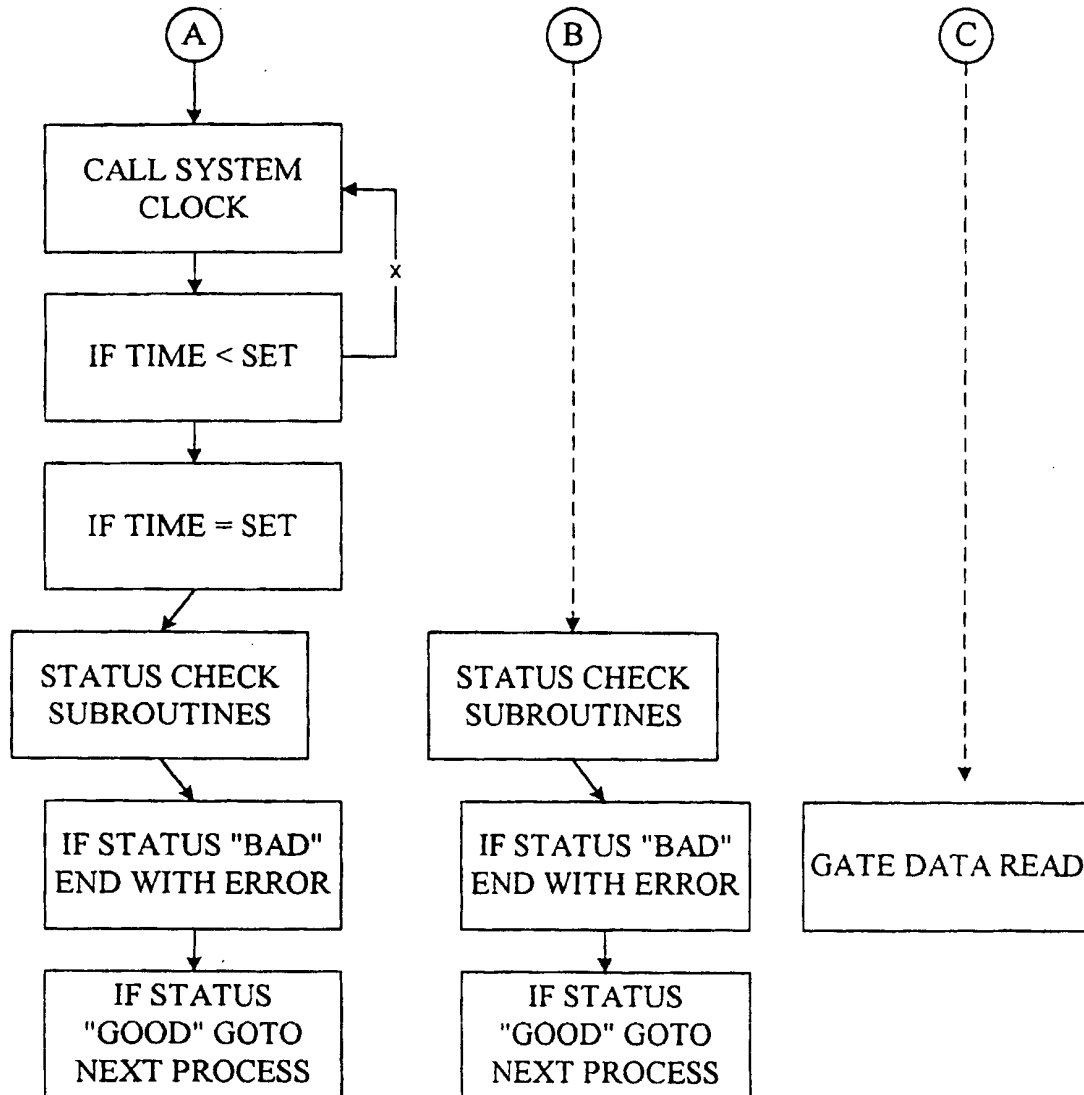 A
B
C
CALL SYSTEM
CLOCK
x
IF TIME < SET
IF TIME = SET
STATUS CHECK
SUBROUTINES
STATUS CHECK
SUBROUTINES
IF STATUS "BAD"
END WITH ERROR
IF STATUS "BAD"
END WITH ERROR
GATE DATA READ
IF STATUS
"GOOD" GOTO
NEXT PROCESS
IF STATUS
"GOOD" GOTO
NEXT PROCESS